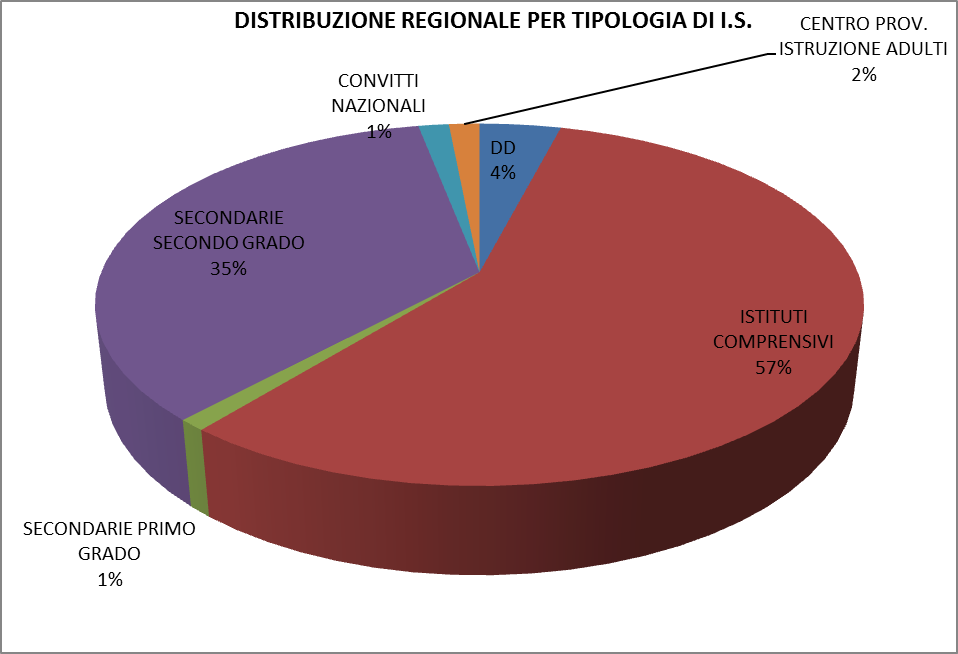 DISTRIBUZIONE REGIONALE PER TIPOLOGIA DI I.S.
CENTRO PROV.
ISTRUZIONE ADULTI
2%
CONVITTI
NAZIONALI
1%
DD
4%
SECONDARIE
SECONDO GRADO
35%
ISTITUTI
COMPRENSIVI
57%
SECONDARIE PRIMO
GRADO
1%